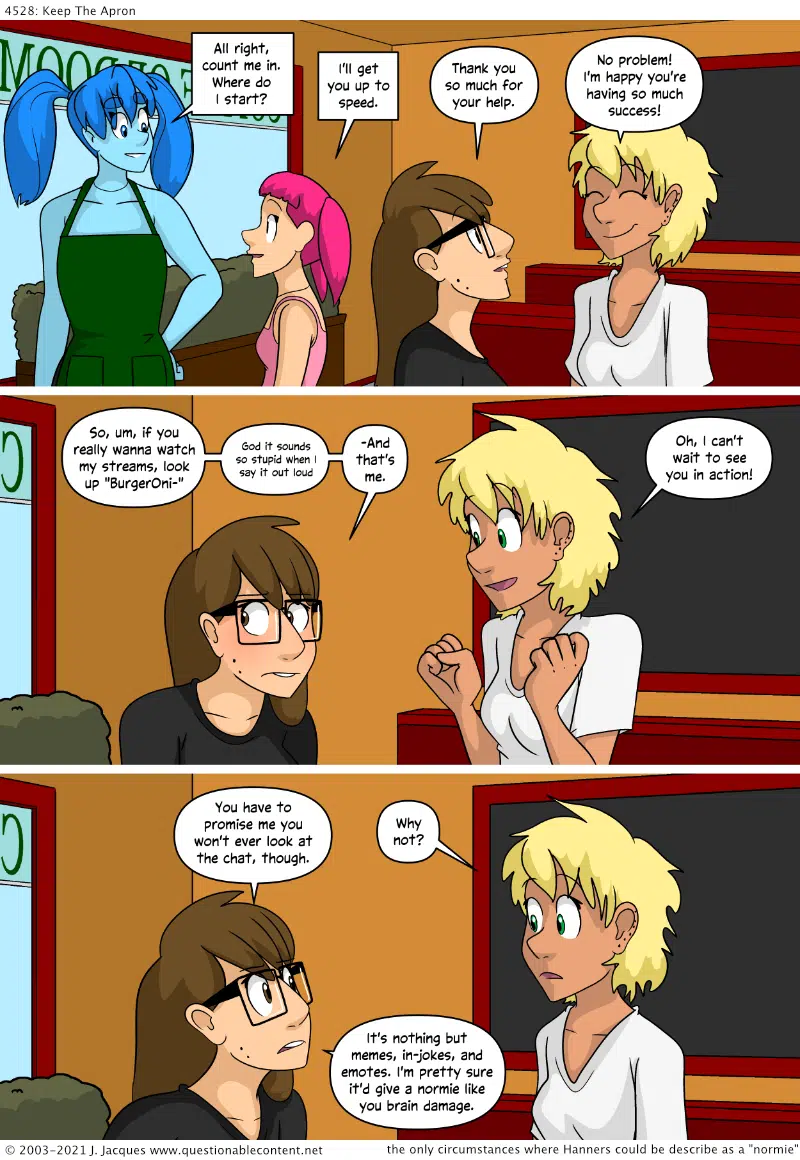 4528: Keep The Apron
All right,
count me in.
Where do
I start?
I'll get
you up to
speed.
Thank you
so much for
your help.
No problem!
I'm happy you're
having so much
success!
So, um, if you
really wanna watch
my streams, look
up "BurgerOni-"
God it sounds
so stupid when I
say it out loud
-And
that's
me.
Oh, I can't
wait to see
you in action!
You have to
promise me you
won't ever look at
the chat, though.
Why
not?
It's nothing but
memes, in-jokes, and
emotes. I'm pretty sure
it'd give a normie like
you brain damage.
© 2003-2021 J. Jacques www.questionablecontent.net
the only circumstances where Hanners could be describe as a "normie"